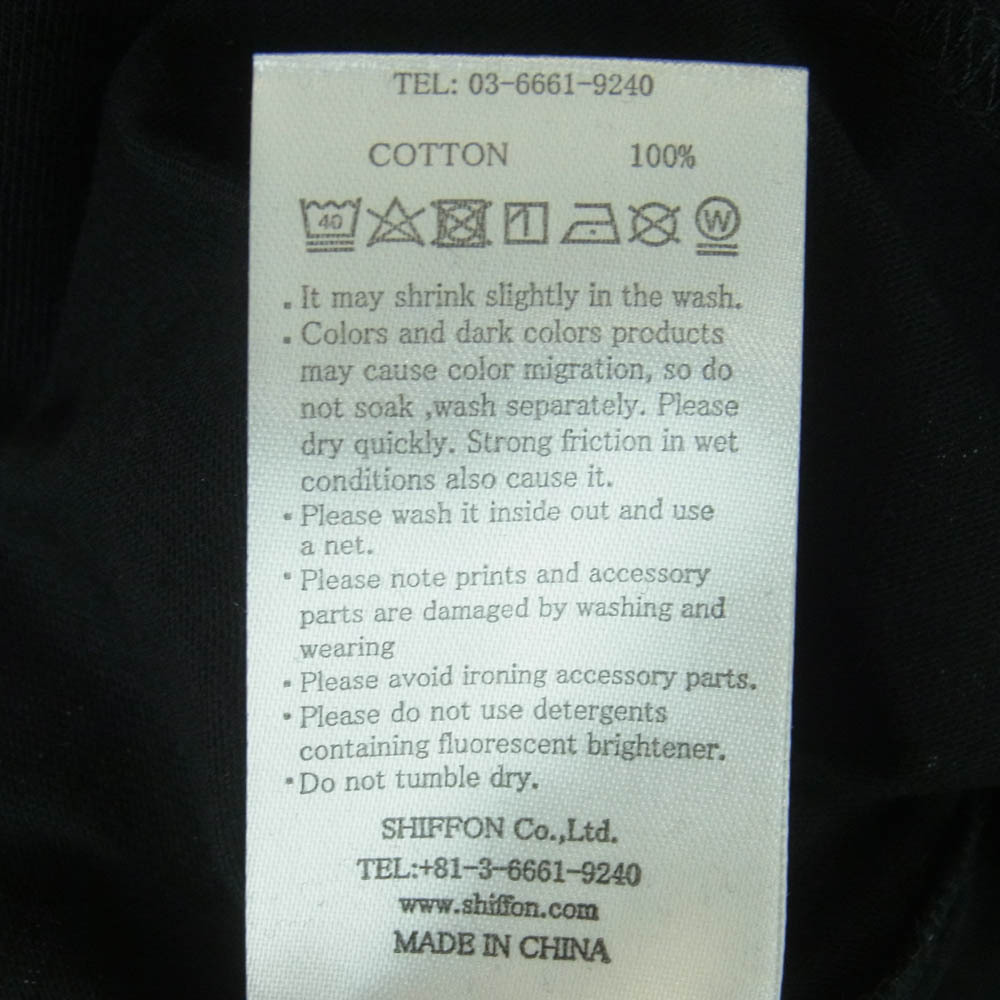 TEL: 03-6661-9240
COTTON 100%
40 W
. It may shrink slightly in the wash.
. Colors and dark colors products
may cause color migration, so do
not soak ,wash separately. Please
dry quickly. Strong friction in wet
conditions also cause it.
• Please wash it inside out and use
a net.
• Please note prints and accessory
parts are damaged by washing and
wearing
• Please avoid ironing accessory parts.
• Please do not use detergents
containing fluorescent brightener.
• Do not tumble dry.
SHIFFON Co.,Ltd.
TEL:+81-3-6661-9240
www.shiffon.com
MADE IN CHINA